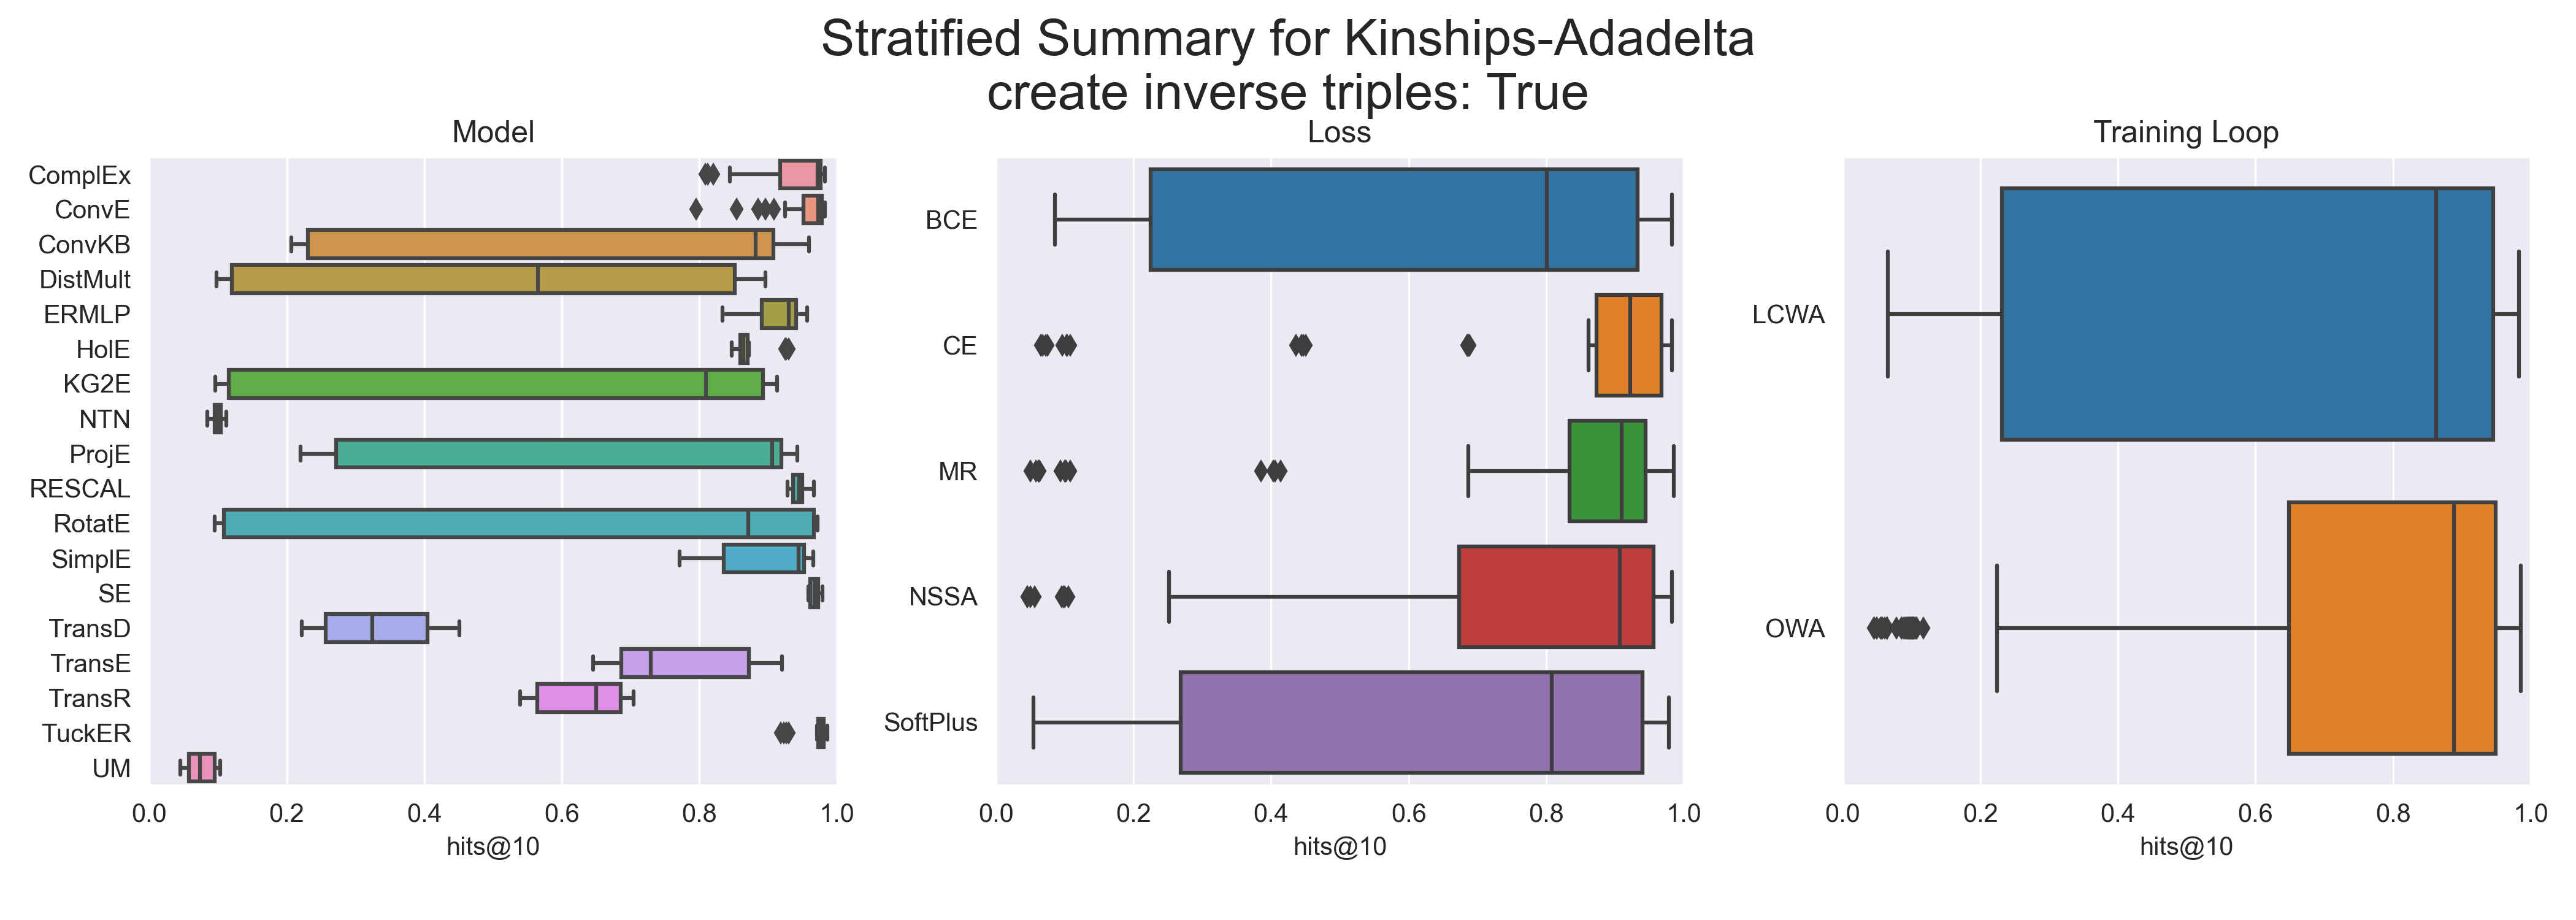 Stratified Summary for Kinships-Adadelta
create inverse triples: True
Model
ComplEx
ConvE
ConvKB
DistMult
ERMLP
HolE
KG2E
NTN
ProjE
RESCAL
RotatE
SimplE
SE
TransD
TransE
TransR
TuckER
UM
0.0 0.2 0.4 0.6 0.8 1.0
hits@10
Loss
BCE
CE
MR
NSSA
SoftPlus
0.0 0.2 0.4 0.6 0.8 1.0
hits@10
Training Loop
LCWA
OWA
0.0 0.2 0.4 0.6 0.8 1.0
hits@10